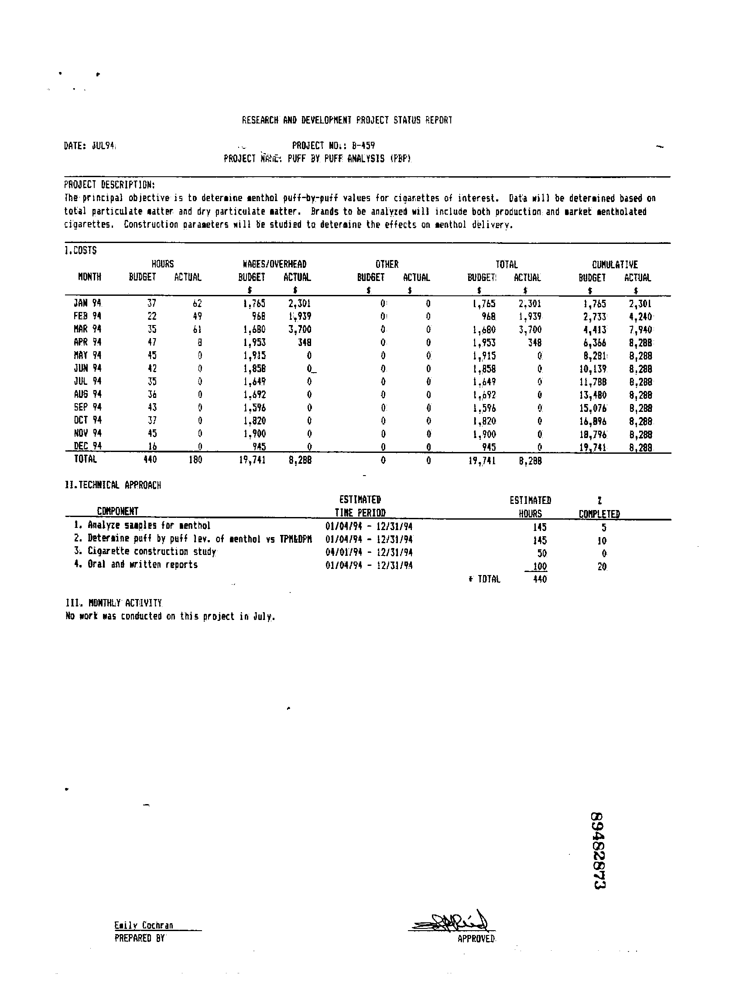 RESEARCH AND DEVELOPMENT PROJECT STATUS REPORT
DATE: JUL94 PROJECT NO.: B-459
PROJECT NAME: PUFF BY PUFF ANALYSIS (PBP)
PROJECT DESCRIPTION:
The principal objective is to determine menthol puff-by-puff values for cigarettes of interest. Data will be determined based on
total particulate matter and dry particulate matter. Brands to be analyzed will include both production and market mentholated
cigarettes. Construction parameters will be studied to determine the effects on menthol delivery.
I.COSTS
HOURS WAGES/OVERHEAD OTHER TOTAL CUMULATIVE
MONTH BUDGET ACTUAL BUDGET ACTUAL BUDGET ACTUAL BUDGET ACTUAL BUDGET ACTUAL
$ $ $ $ $ $ $ $
JAN 94 37 62 1,765 2,301 0 0 1,765 2,301 1,765 2,301
FEB 94 22 49 968 1,939 0 0 968 1,939 2,733 4,240
MAR 94 35 61 1,680 3,700 0 0 1,680 3,700 4,413 7,940
APR 94 47 8 1,953 348 0 0 1,953 348 6,366 8,288
MAY 94 45 0 1,915 0 0 0 1,915 0 8,281 8,288
JUN 94 42 0 1,858 0 0 0 1,858 0 10,139 8,288
JUL 94 35 0 1,649 0 0 0 1,649 0 11,788 8,288
AUG 94 36 0 1,692 0 0 0 1,692 0 13,480 8,288
SEP 94 43 0 1,596 0 0 0 1,596 0 15,076 8,288
OCT 94 37 0 1,820 0 0 0 1,820 0 16,896 8,288
NOV 94 45 0 1,900 0 0 0 1,900 0 18,796 8,288
DEC 94 16 0 945 0 0 0 945 0 19,741 8,288
TOTAL 440 180 19,741 8,288 0 0 19,741 8,288
II.TECHNICAL APPROACH
ESTIMATED ESTIMATED %
COMPONENT TIME PERIOD HOURS COMPLETED
1. Analyze samples for menthol 01/04/94 - 12/31/94 145 5
2. Determine puff by puff lev. of menthol vs TPM&DPM 01/04/94 - 12/31/94 145 10
3. Cigarette construction study 04/01/94 - 12/31/94 50 0
4. Oral and written reports 01/04/94 - 12/31/94 100 20
* TOTAL 440
III. MONTHLY ACTIVITY
No work was conducted on this project in July.
89482873
Emily Cochran
PREPARED BY APPROVED